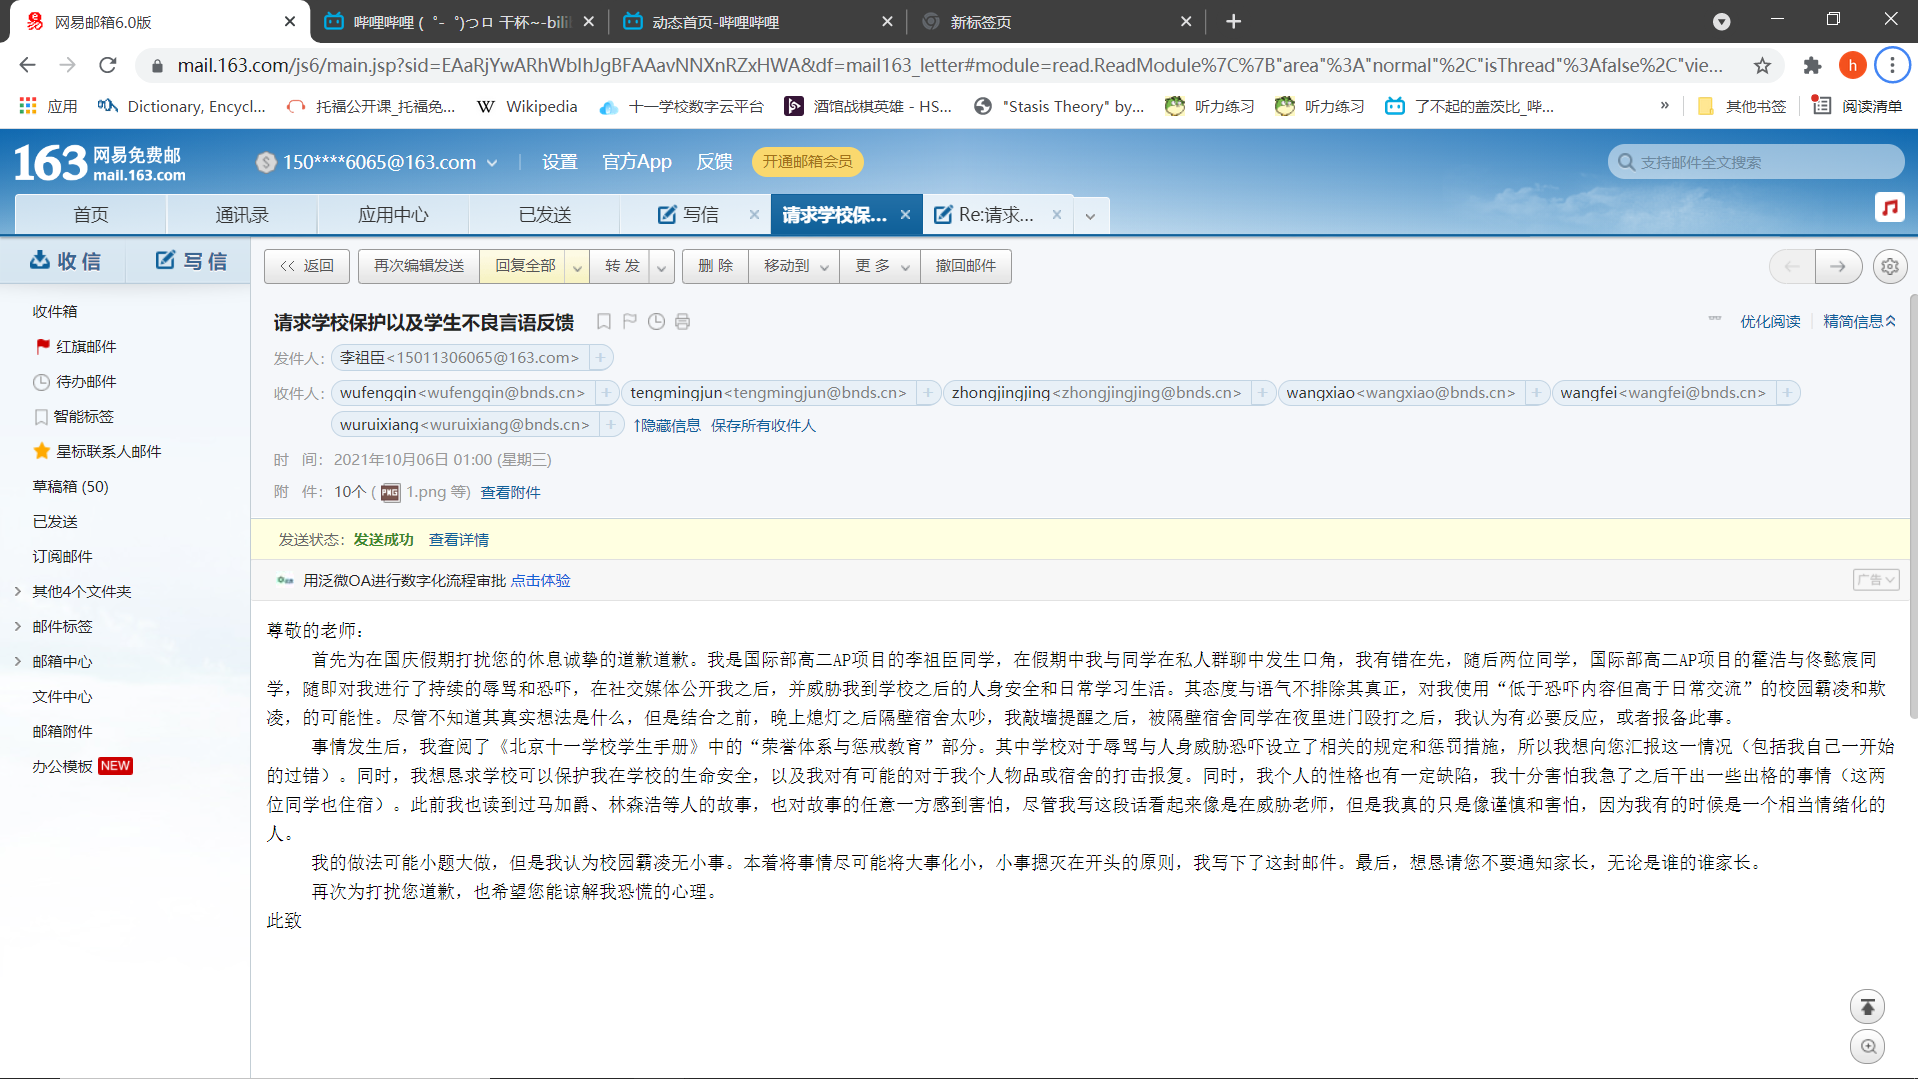 网易邮箱6.0版
哔哩哔哩 (゜-゜)つロ 干杯~-bili
动态首页-哔哩哔哩
新标签页
mail.163.com/js6/main.jsp?sid=EAaRjYwARhWbIhJgBFAAavNNXnRZxHWA&df=mail163_letter#module=read.ReadModule%7C%7B"area"%3A"normal"%2C"isThread"%3Afalse%2C"vie...
h
应用
Dictionary, Encycl...
托福公开课_托福免...
Wikipedia
十一学校数字云平台
酒馆战棋英雄 - HS...
"Stasis Theory" by...
听力练习
听力练习
了不起的盖茨比_哔...
»
其他书签
阅读清单
163 网易免费邮
mail.163.com
150****6065@163.com
设置
官方App
反馈
开通邮箱会员
支持邮件全文搜索
首页
通讯录
应用中心
已发送
写信
请求学校保...
Re:请求...
收信
写信
<< 返回
再次编辑发送
回复全部
转 发
删 除
移动到
更 多
撤回邮件
收件箱
红旗邮件
待办邮件
智能标签
星标联系人邮件
草稿箱 (50)
已发送
订阅邮件
其他4个文件夹
邮件标签
邮箱中心
文件中心
邮箱附件
办公模板 NEW
请求学校保护以及学生不良言语反馈
优化阅读
精简信息
发件人：李祖臣<15011306065@163.com>
收件人：wufengqin<wufengqin@bnds.cn> tengmingjun<tengmingjun@bnds.cn> zhongjingjing<zhongjingjing@bnds.cn> wangxiao<wangxiao@bnds.cn> wangfei<wangfei@bnds.cn>
wuruixiang<wuruixiang@bnds.cn> ↑隐藏信息 保存所有收件人
时 间：2021年10月06日 01:00 (星期三)
附 件：10个 ( PNG 1.png 等) 查看附件
发送状态：发送成功 查看详情
用泛微OA进行数字化流程审批 点击体验
广告
尊敬的老师：
首先为在国庆假期打扰您的休息诚挚的道歉道歉。我是国际部高二AP项目的李祖臣同学，在假期中我与同学在私人群聊中发生口角，我有错在先，随后两位同学，国际部高二AP项目的霍浩与佟懿宸同
学，随即对我进行了持续的辱骂和恐吓，在社交媒体公开我之后，并威胁我到学校之后的人身安全和日常学习生活。其态度与语气不排除其真正，对我使用“低于恐吓内容但高于日常交流”的校园霸凌和欺
凌，的可能性。尽管不知道其真实想法是什么，但是结合之前，晚上熄灯之后隔壁宿舍太吵，我敲墙提醒之后，被隔壁宿舍同学在夜里进门殴打之后，我认为有必要反应，或者报备此事。
事情发生后，我查阅了《北京十一学校学生手册》中的“荣誉体系与惩戒教育”部分。其中学校对于辱骂与人身威胁恐吓设立了相关的规定和惩罚措施，所以我想向您汇报这一情况（包括我自己一开始
的过错）。同时，我想恳求学校可以保护我在学校的生命安全，以及我对有可能的对于我个人物品或宿舍的打击报复。同时，我个人的性格也有一定缺陷，我十分害怕我急了之后干出一些出格的事情（这两
位同学也住宿）。此前我也读到过马加爵、林森浩等人的故事，也对故事的任意一方感到害怕，尽管我写这段话看起来像是在威胁老师，但是我真的只是像谨慎和害怕，因为我有的时候是一个相当情绪化的
人。
我的做法可能小题大做，但是我认为校园霸凌无小事。本着将事情尽可能将大事化小，小事摁灭在开头的原则，我写下了这封邮件。最后，想恳请您不要通知家长，无论是谁的谁家长。
再次为打扰您道歉，也希望您能谅解我恐慌的心理。
此致